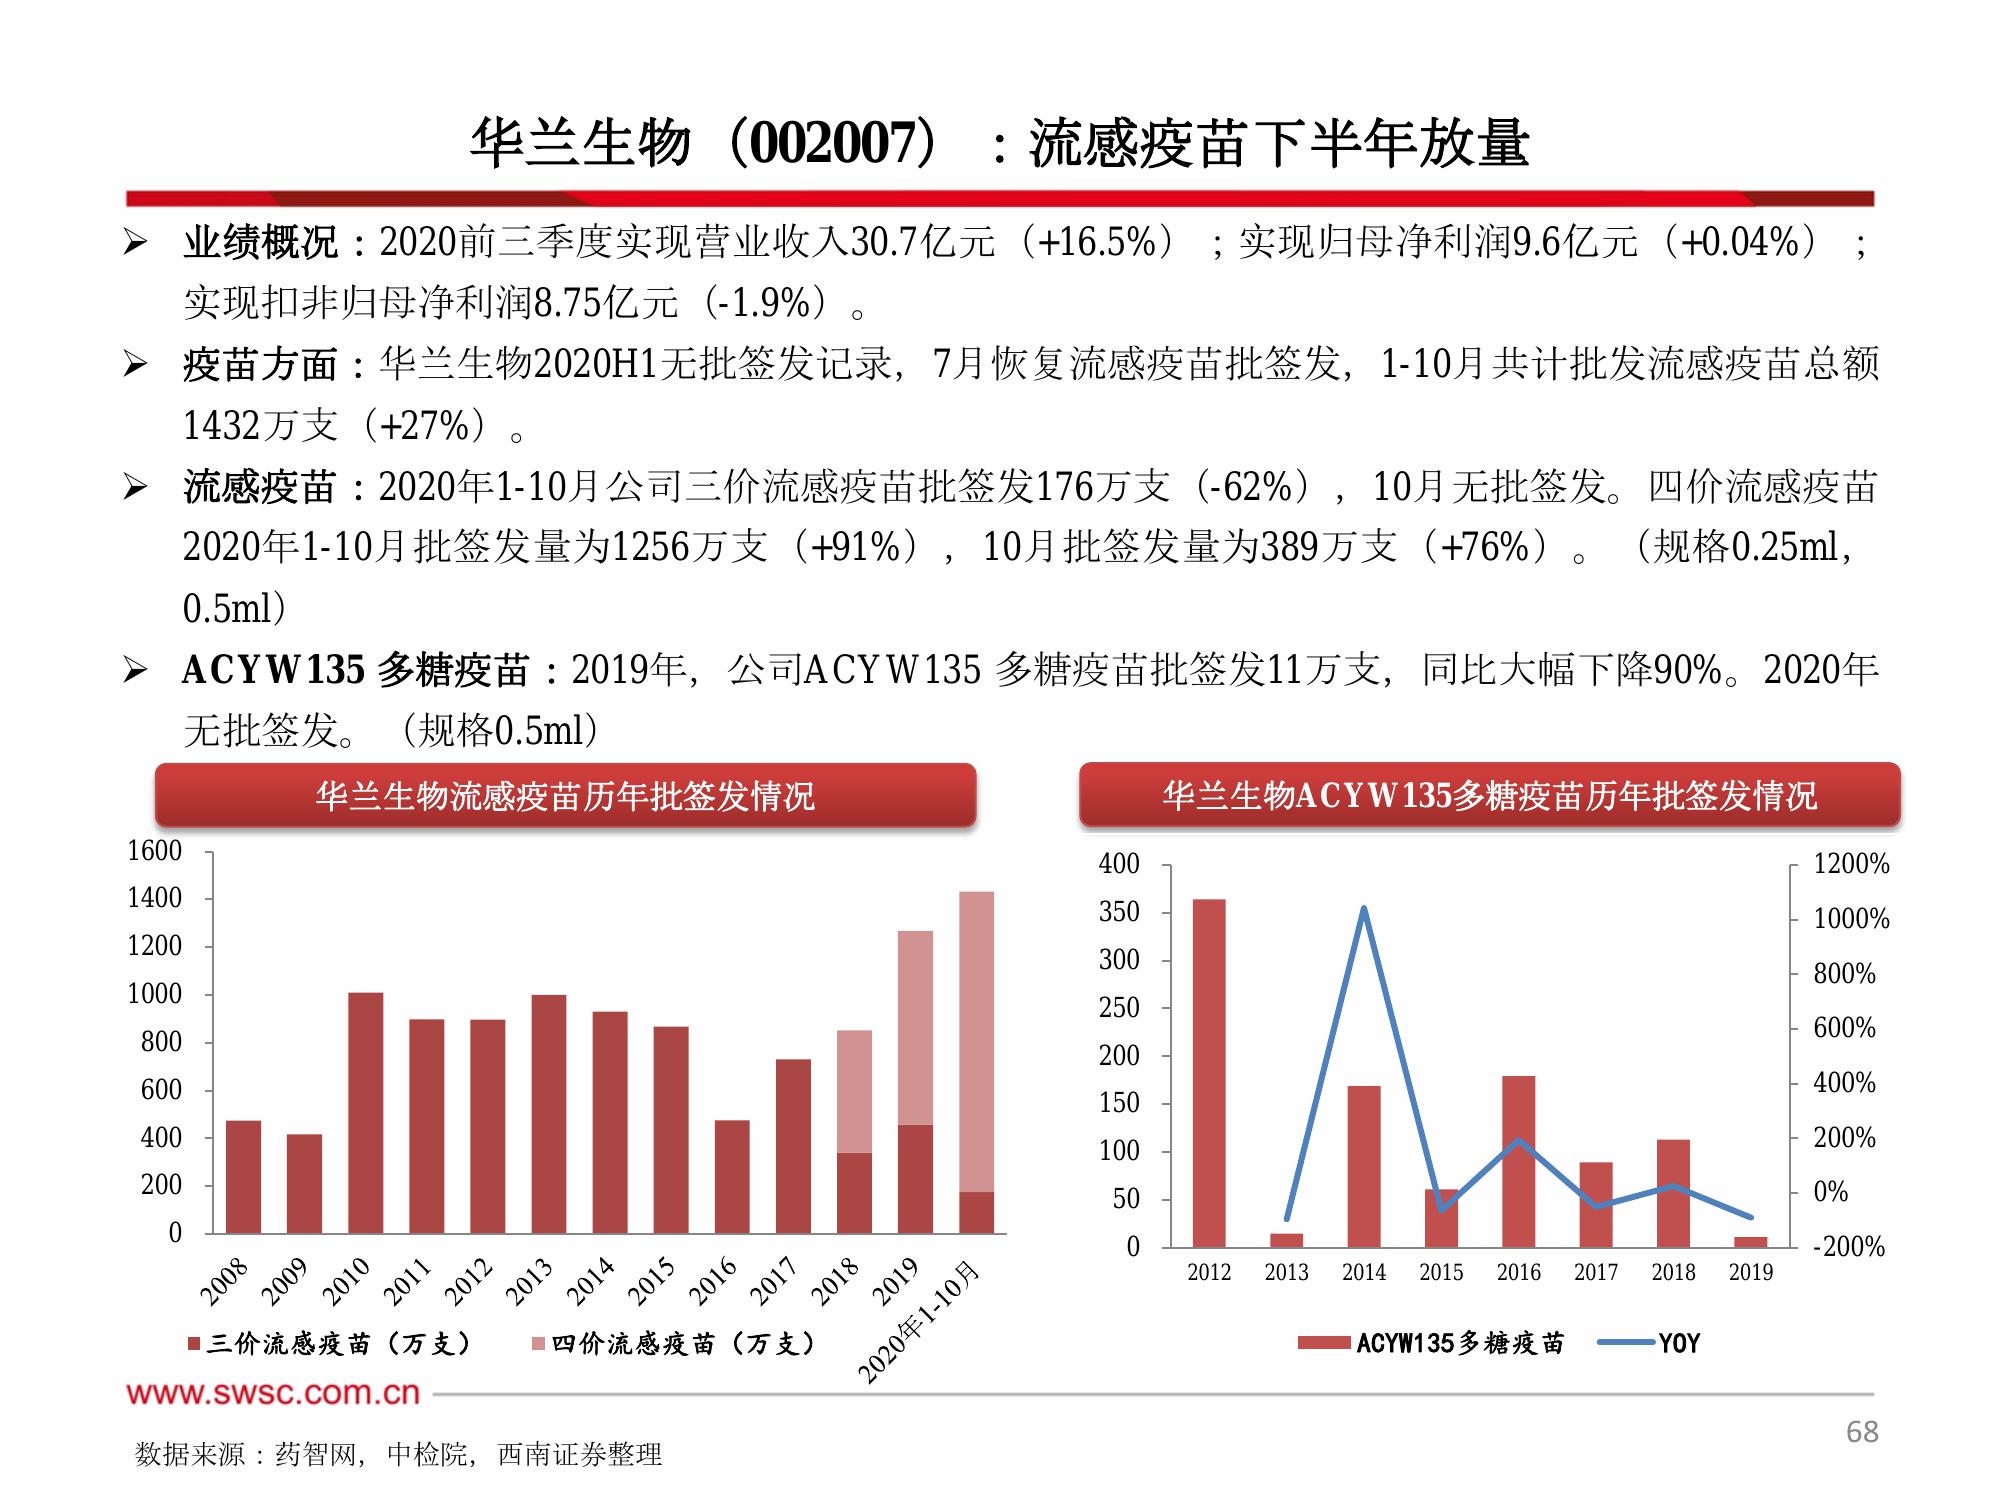 华兰生物（002007）：流感疫苗下半年放量
➢ 业绩概况：2020前三季度实现营业收入30.7亿元（+16.5%）；实现归母净利润9.6亿元（+0.04%）；
实现扣非归母净利润8.75亿元（-1.9%）。
➢ 疫苗方面：华兰生物2020H1无批签发记录，7月恢复流感疫苗批签发，1-10月共计批发流感疫苗总额
1432万支（+27%）。
➢ 流感疫苗：2020年1-10月公司三价流感疫苗批签发176万支（-62%），10月无批签发。四价流感疫苗
2020年1-10月批签发量为1256万支（+91%），10月批签发量为389万支（+76%）。（规格0.25ml，
0.5ml）
➢ ACYW135 多糖疫苗：2019年，公司ACYW135 多糖疫苗批签发11万支，同比大幅下降90%。2020年
无批签发。（规格0.5ml）
华兰生物流感疫苗历年批签发情况
1600
1400
1200
1000
800
600
400
200
0
2008 2009 2010 2011 2012 2013 2014 2015 2016 2017 2018 2019 2020年1-10月
三价流感疫苗（万支） 四价流感疫苗（万支）
华兰生物ACYW135多糖疫苗历年批签发情况
400
350
300
250
200
150
100
50
0
1200%
1000%
800%
600%
400%
200%
0%
-200%
2012 2013 2014 2015 2016 2017 2018 2019
ACYW135多糖疫苗 YOY
www.swsc.com.cn
68
数据来源：药智网，中检院，西南证券整理